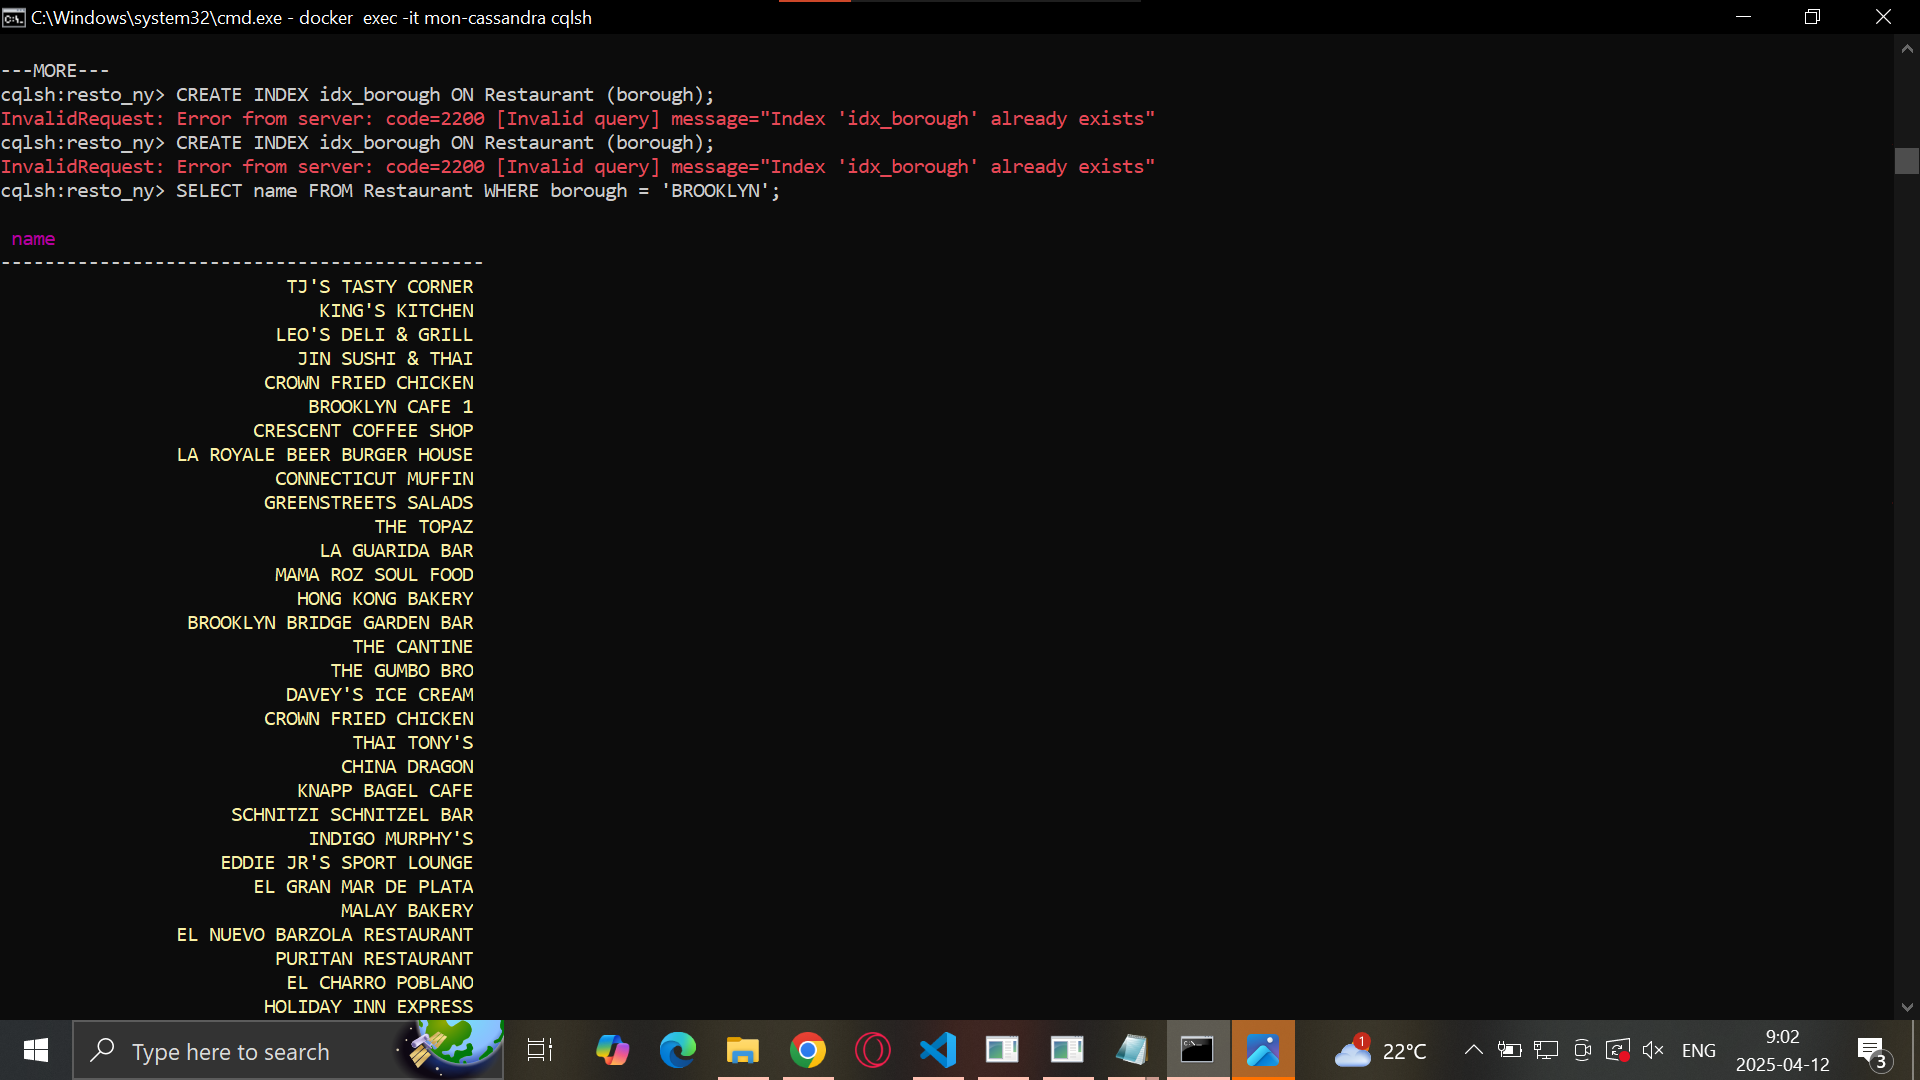 C:\Windows\system32\cmd.exe - docker  exec -it mon-cassandra cqlsh
---MORE---
cqlsh:resto_ny> CREATE INDEX idx_borough ON Restaurant (borough);
InvalidRequest: Error from server: code=2200 [Invalid query] message="Index 'idx_borough' already exists"
cqlsh:resto_ny> CREATE INDEX idx_borough ON Restaurant (borough);
InvalidRequest: Error from server: code=2200 [Invalid query] message="Index 'idx_borough' already exists"
cqlsh:resto_ny> SELECT name FROM Restaurant WHERE borough = 'BROOKLYN';
name
--------------------------------------------
TJ'S TASTY CORNER
KING'S KITCHEN
LEO'S DELI & GRILL
JIN SUSHI & THAI
CROWN FRIED CHICKEN
BROOKLYN CAFE 1
CRESCENT COFFEE SHOP
LA ROYALE BEER BURGER HOUSE
CONNECTICUT MUFFIN
GREENSTREETS SALADS
THE TOPAZ
LA GUARIDA BAR
MAMA ROZ SOUL FOOD
HONG KONG BAKERY
BROOKLYN BRIDGE GARDEN BAR
THE CANTINE
THE GUMBO BRO
DAVEY'S ICE CREAM
CROWN FRIED CHICKEN
THAI TONY'S
CHINA DRAGON
KNAPP BAGEL CAFE
SCHNITZI SCHNITZEL BAR
INDIGO MURPHY'S
EDDIE JR'S SPORT LOUNGE
EL GRAN MAR DE PLATA
MALAY BAKERY
EL NUEVO BARZOLA RESTAURANT
PURITAN RESTAURANT
EL CHARRO POBLANO
HOLIDAY INN EXPRESS
Type here to search
1
22°C
ENG
9:02
2025-04-12
3